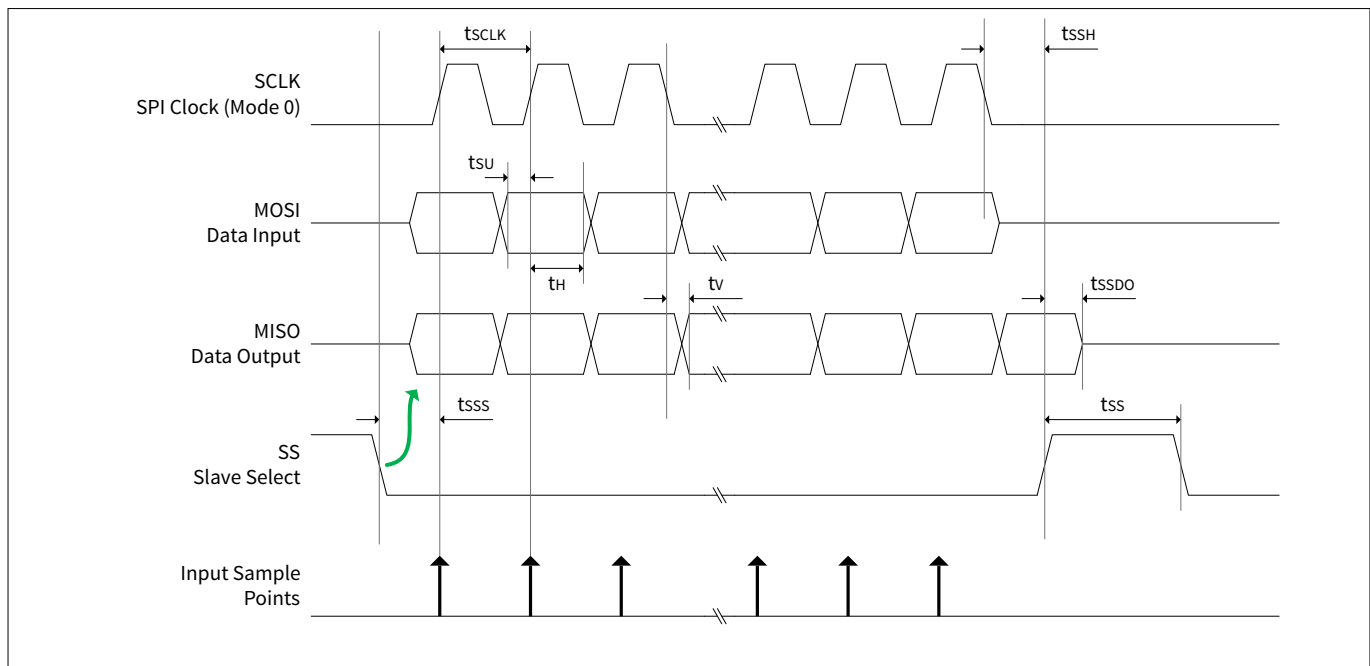 tSCLK
tSSH
SCLK
SPI Clock (Mode 0)
tSU
MOSI
Data Input
tH
tV
tSSDO
MISO
Data Output
tSSS
tSS
SS
Slave Select
Input Sample
Points